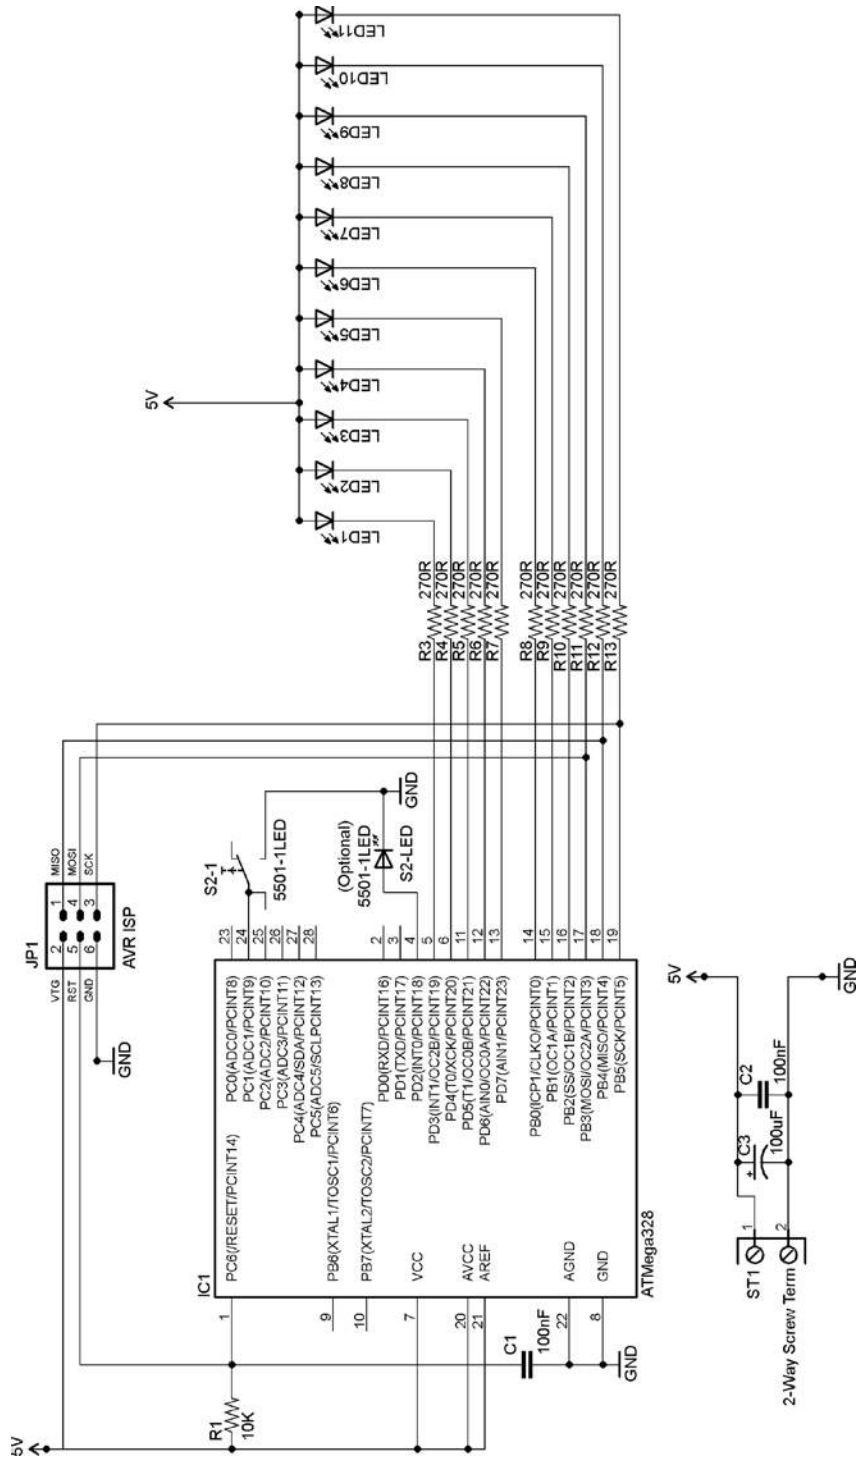 5V
R1
10K
JP1
VTG
2
1
MISO
RST
5
4
MOSI
GND
6
3
SCK
AVR ISP
GND
IC1
1
PC6(/RESET/PCINT14)
9
PB6(XTAL1/TOSC1/PCINT6)
10
PB7(XTAL2/TOSC2/PCINT7)
7
VCC
20
AVCC
21
AREF
22
AGND
8
GND
C1
100nF
GND
PC0(ADC0/PCINT8)
23
PC1(ADC1/PCINT9)
24
PC2(ADC2/PCINT10)
25
PC3(ADC3/PCINT11)
26
PC4(ADC4/SDA/PCINT12)
27
PC5(ADC5/SCLPCINT13)
28
PD0(RXD/PCINT16)
2
PD1(TXD/PCINT17)
3
PD2(INT0/PCINT18)
4
PD3(INT1/OC2B/PCINT19)
5
PD4(T0/XCK/PCINT20)
6
PD5(T1/OC0B/PCINT21)
11
PD6(AIN0/OC0A/PCINT22)
12
PD7(AIN1/PCINT23)
13
PB0(ICP1/CLKO/PCINT0)
14
PB1(OC1A/PCINT1)
15
PB2(SS/OC1B/PCINT2)
16
PB3(MOSI/OC2A/PCINT3)
17
PB4(MISO/PCINT4)
18
PB5(SCK/PCINT5)
19
ATMega328
S2-1
5501-1LED
(Optional)
5501-1LED
S2-LED
GND
R3 270R
R4 270R
R5 270R
R6 270R
R7 270R
R8 270R
R9 270R
R10 270R
R11 270R
R12 270R
R13 270R
5V
LED1
LED2
LED3
LED4
LED5
LED6
LED7
LED8
LED9
LED10
LED11
ST1
1
2
2-Way Screw Term
C3
+
100uF
C2
100nF
5V
GND